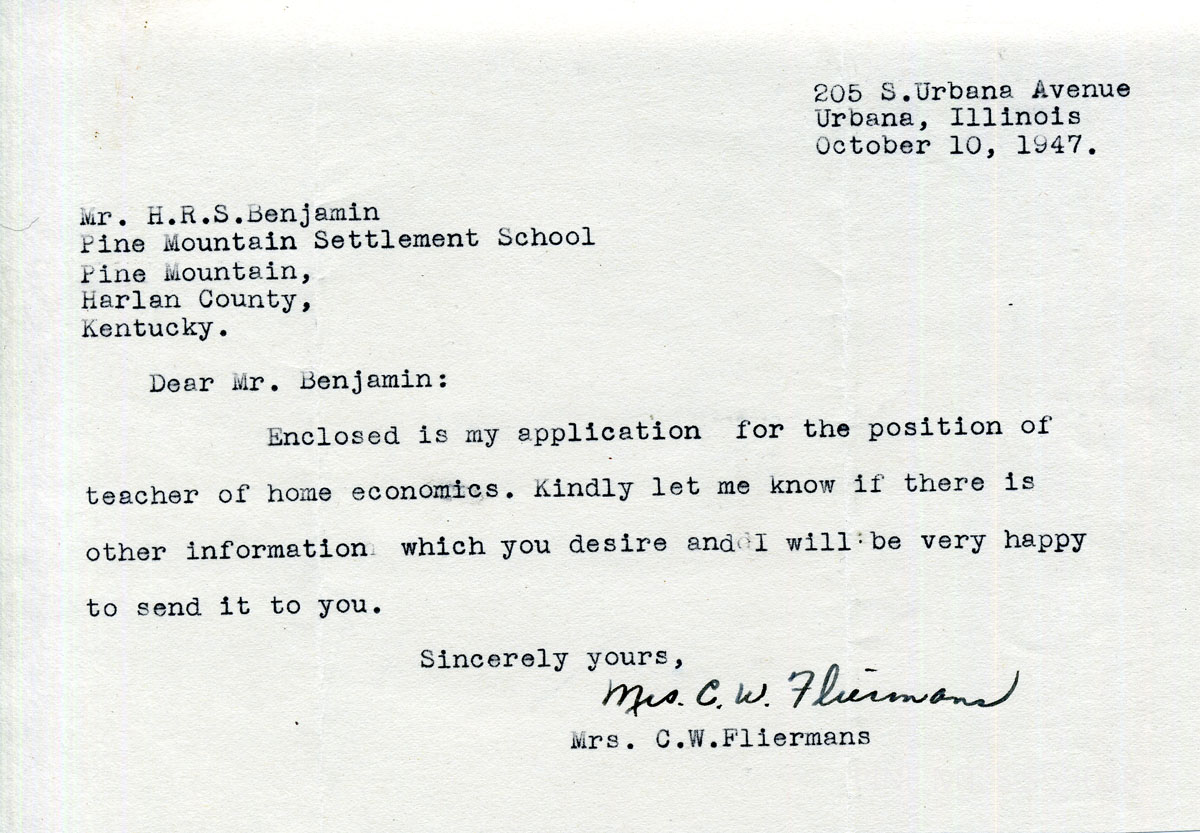 205 S.Urbana Avenue
Urbana, Illinois
October 10, 1947.
Mr. H.R.S.Benjamin
Pine Mountain Settlement School
Pine Mountain,
Harlan County,
Kentucky.
Dear Mr. Benjamin:
Enclosed is my application for the position of
teacher of home economics. Kindly let me know if there is
other information which you desire and I will be very happy
to send it to you.
Sincerely yours,
Mrs. C. W. Fliermans
Mrs. C.W.Fliermans